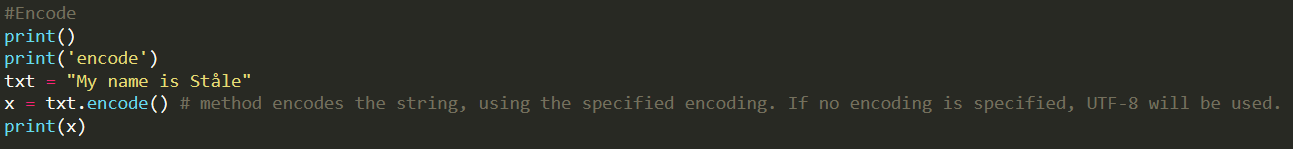 #Encode
print()
print('encode')
txt = "My name is Ståle"
x = txt.encode() # method encodes the string, using the specified encoding. If no encoding is specified, UTF-8 will be used.
print(x)